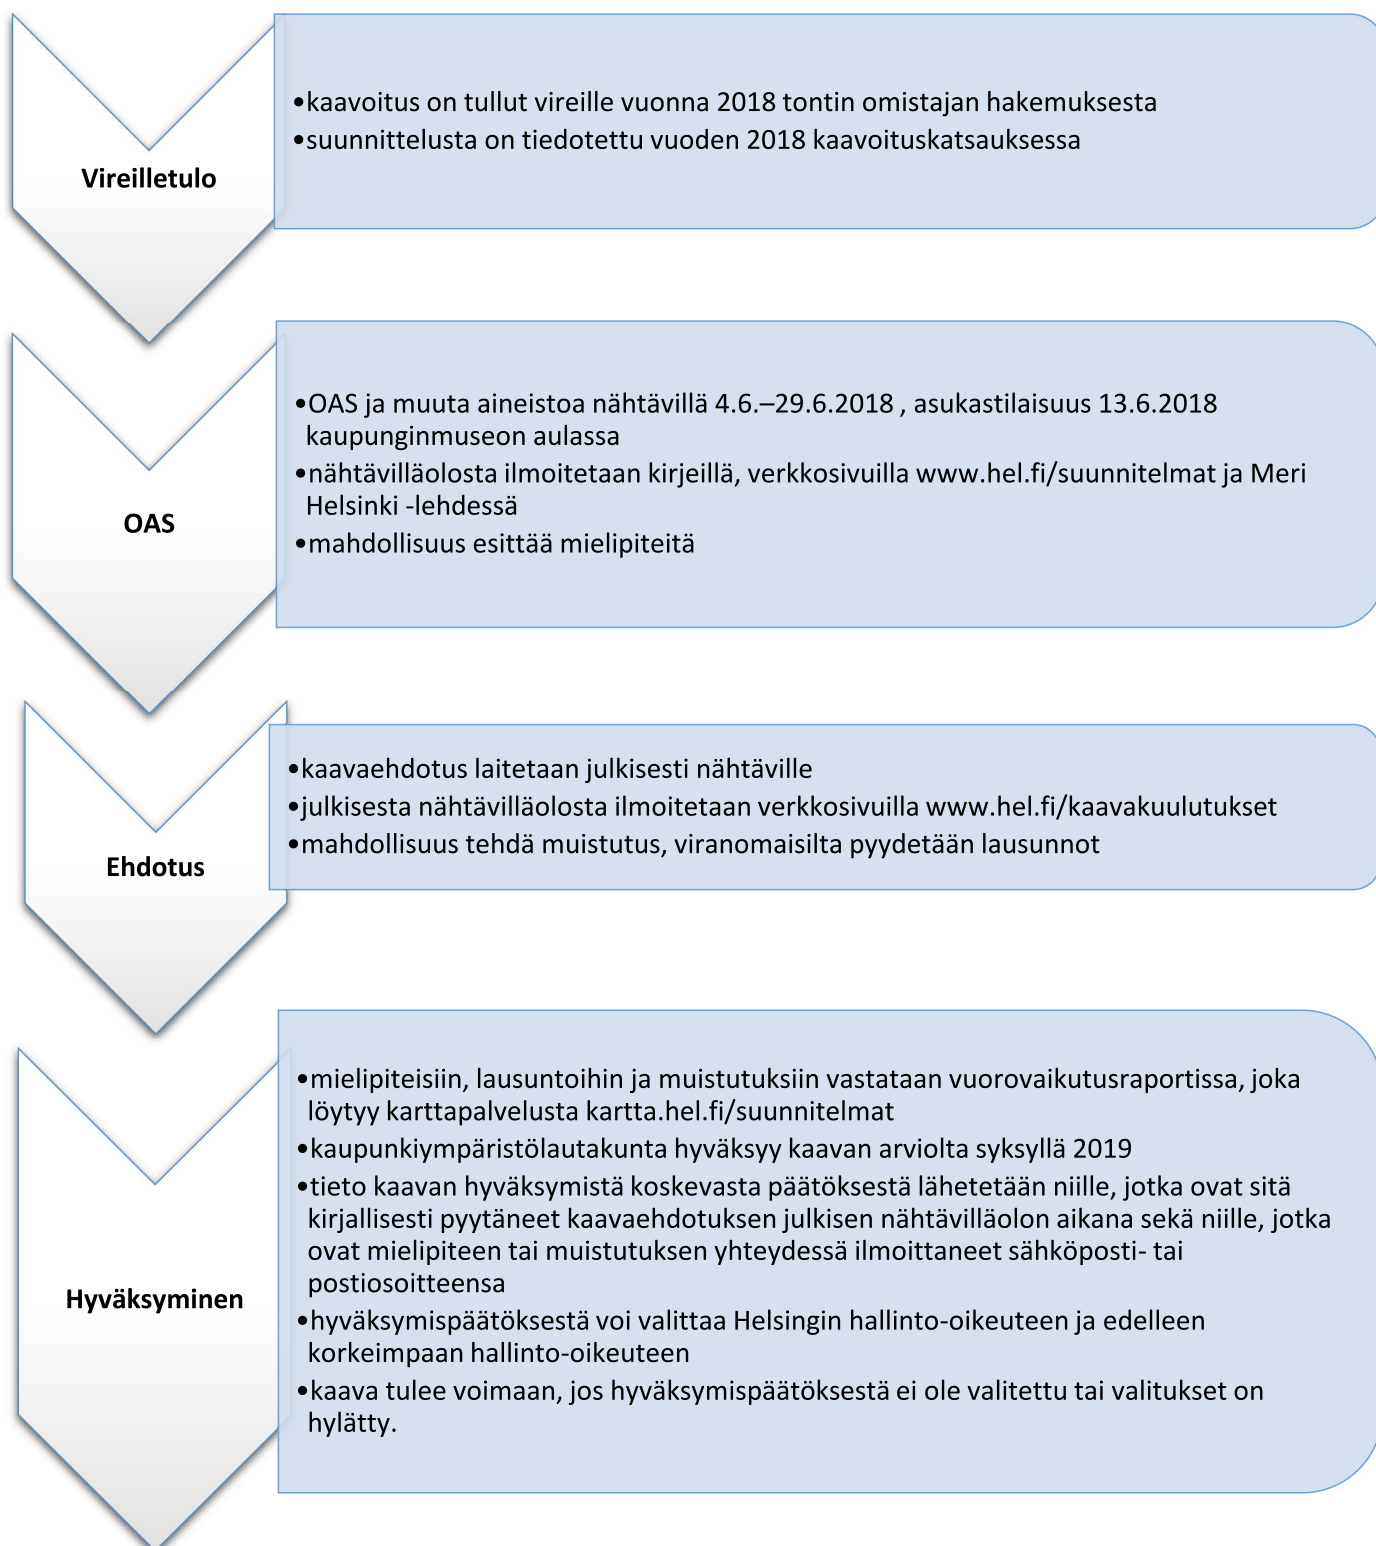 Vireilletulo
•kaavoitus on tullut vireille vuonna 2018 tontin omistajan hakemuksesta
•suunnittelusta on tiedotettu vuoden 2018 kaavoituskatsauksessa
OAS
•OAS ja muuta aineistoa nähtävillä 4.6.–29.6.2018 , asukastilaisuus 13.6.2018
kaupunginmuseon aulassa
•nähtävilläolosta ilmoitetaan kirjeillä, verkkosivuilla www.hel.fi/suunnitelmat ja Meri
Helsinki -lehdessä
•mahdollisuus esittää mielipiteitä
Ehdotus
•kaavaehdotus laitetaan julkisesti nähtäville
•julkisesta nähtävilläolosta ilmoitetaan verkkosivuilla www.hel.fi/kaavakuulutukset
•mahdollisuus tehdä muistutus, viranomaisilta pyydetään lausunnot
Hyväksyminen
•mielipiteisiin, lausuntoihin ja muistutuksiin vastataan vuorovaikutusraportissa, joka
löytyy karttapalvelusta kartta.hel.fi/suunnitelmat
•kaupunkiympäristölautakunta hyväksyy kaavan arviolta syksyllä 2019
•tieto kaavan hyväksymistä koskevasta päätöksestä lähetetään niille, jotka ovat sitä
kirjallisesti pyytäneet kaavaehdotuksen julkisen nähtävilläolon aikana sekä niille, jotka
ovat mielipiteen tai muistutuksen yhteydessä ilmoittaneet sähköposti- tai
postiosoitteensa
•hyväksymispäätöksestä voi valittaa Helsingin hallinto-oikeuteen ja edelleen
korkeimpaan hallinto-oikeuteen
•kaava tulee voimaan, jos hyväksymispäätöksestä ei ole valitettu tai valitukset on
hylätty.